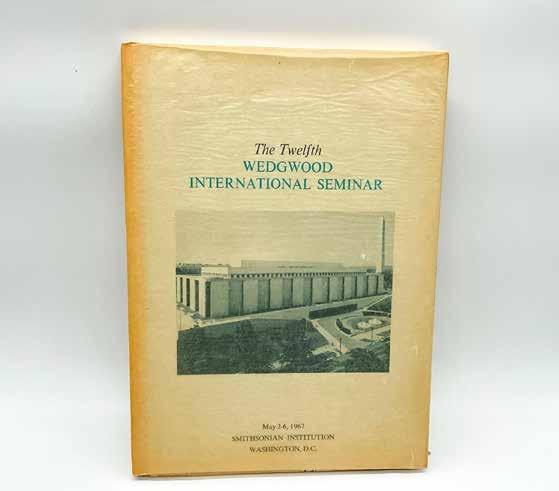 The Twelfth
WEDGWOOD
INTERNATIONAL SEMINAR
May 3-6, 1967
SMITHSONIAN INSTITUTION
WASHINGTON, D.C.